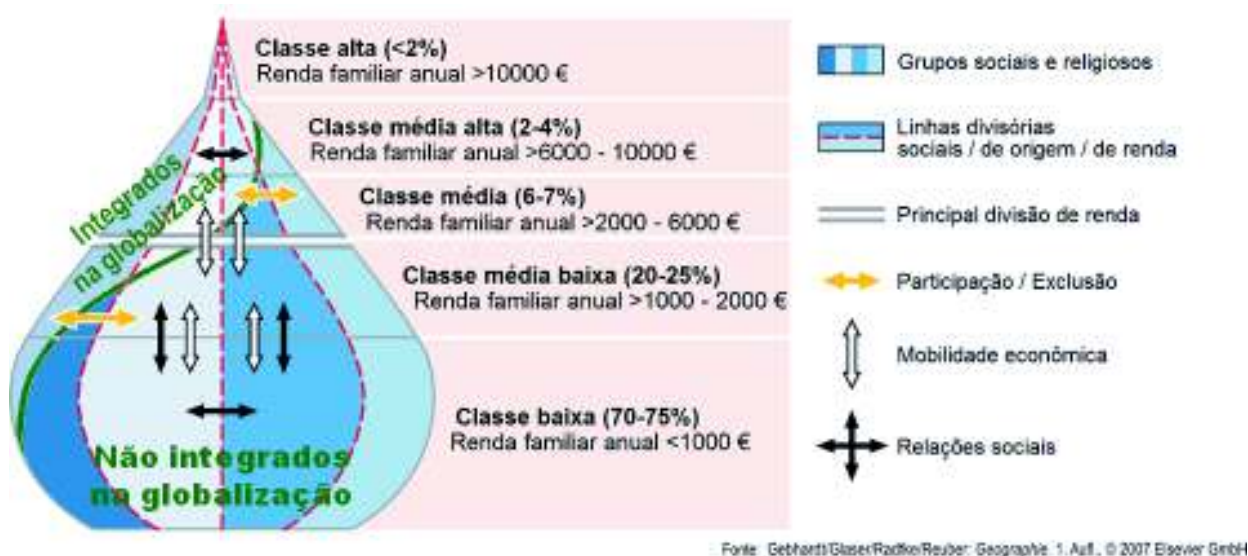 Classe alta (<2%)
Renda familiar anual >10000 €
Classe média alta (2-4%)
Renda familiar anual >6000 - 10000 €
Classe média (6-7%)
Renda familiar anual >2000 - 6000 €
Classe média baixa (20-25%)
Renda familiar anual >1000 - 2000 €
Classe baixa (70-75%)
Renda familiar anual <1000 €
Integrados
na globalização
Não integrados
na globalização
Grupos sociais e religiosos
Linhas divisórias
sociais / de origem / de renda
Principal divisão de renda
Participação / Exclusão
Mobilidade econômica
Relações sociais
Fonte: Gebhardt/Glaser/Radtke/Reuber: Geographie, 1. Aufl., © 2007 Elsevier GmbH